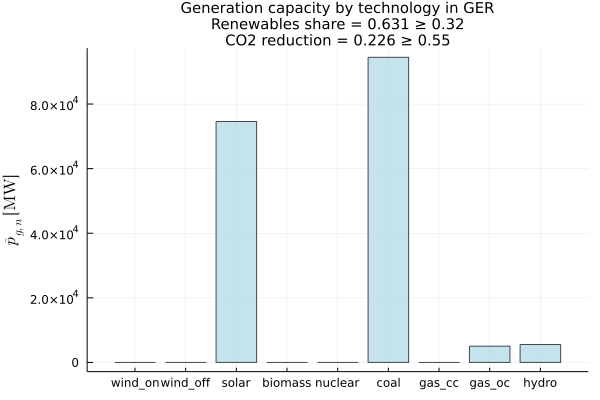 Generation capacity by technology in GER
Renewables share = 0.631 ≥ 0.32
CO2 reduction = 0.226 ≥ 0.55
p̄_{g,n} [MW]
8.0×10⁴
6.0×10⁴
4.0×10⁴
2.0×10⁴
0
wind_on wind_off solar biomass nuclear coal gas_cc gas_oc hydro